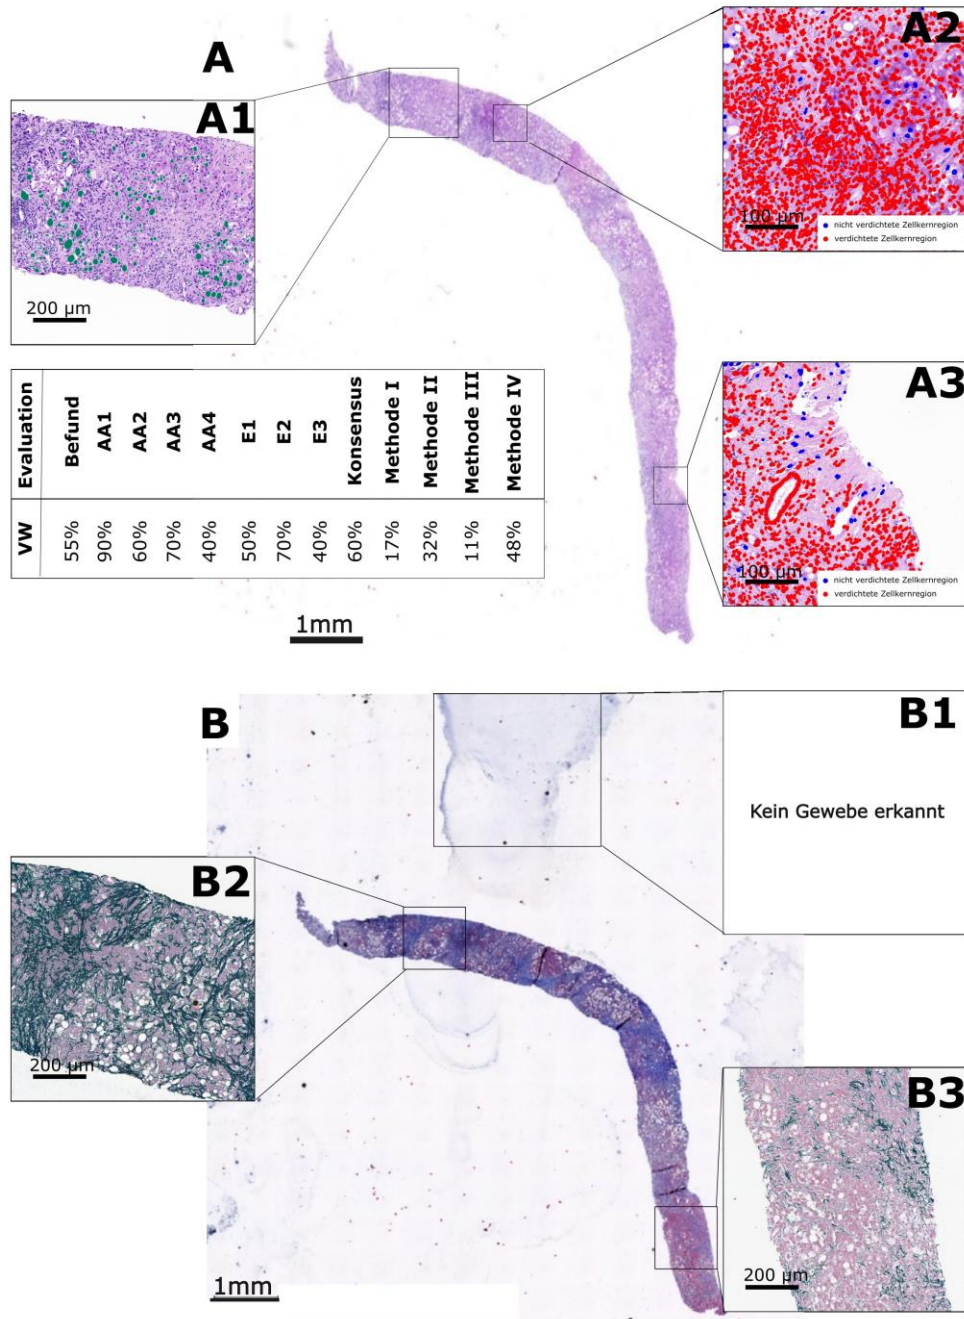 A
A1
200 µm
A2
100 µm
nicht verdichtete Zellkernregion
verdichtete Zellkernregion
Evaluation Befund AA1 AA2 AA3 AA4 E1 E2 E3 Konsensus Methode I Methode II Methode III Methode IV
VW 55% 90% 60% 70% 40% 50% 70% 40% 60% 17% 32% 11% 48%
A3
100 µm
nicht verdichtete Zellkernregion
verdichtete Zellkernregion
1mm
B
B1
Kein Gewebe erkannt
B2
200 µm
B3
200 µm
1mm